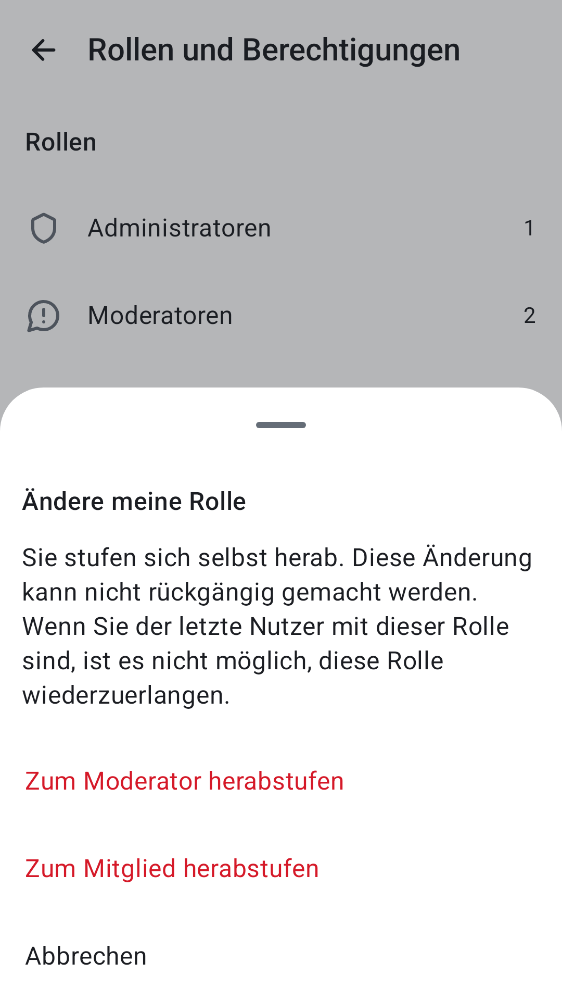 Rollen und Berechtigungen
Rollen
Administratoren 1
Moderatoren 2
Ändere meine Rolle
Sie stufen sich selbst herab. Diese Änderung
kann nicht rückgängig gemacht werden.
Wenn Sie der letzte Nutzer mit dieser Rolle
sind, ist es nicht möglich, diese Rolle
wiederzuerlangen.
Zum Moderator herabstufen
Zum Mitglied herabstufen
Abbrechen